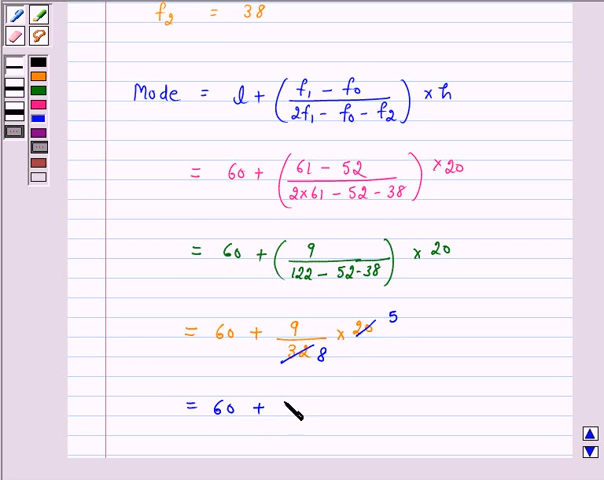 f₂ = 38
Mode = l + ( (f₁ - f₀) / (2f₁ - f₀ - f₂) ) × h
= 60 + ( (61 - 52) / (2×61 - 52 - 38) ) × 20
= 60 + ( 9 / (122 - 52-38) ) × 20
= 60 + 9 / 32 8 × 20 5
= 60 +